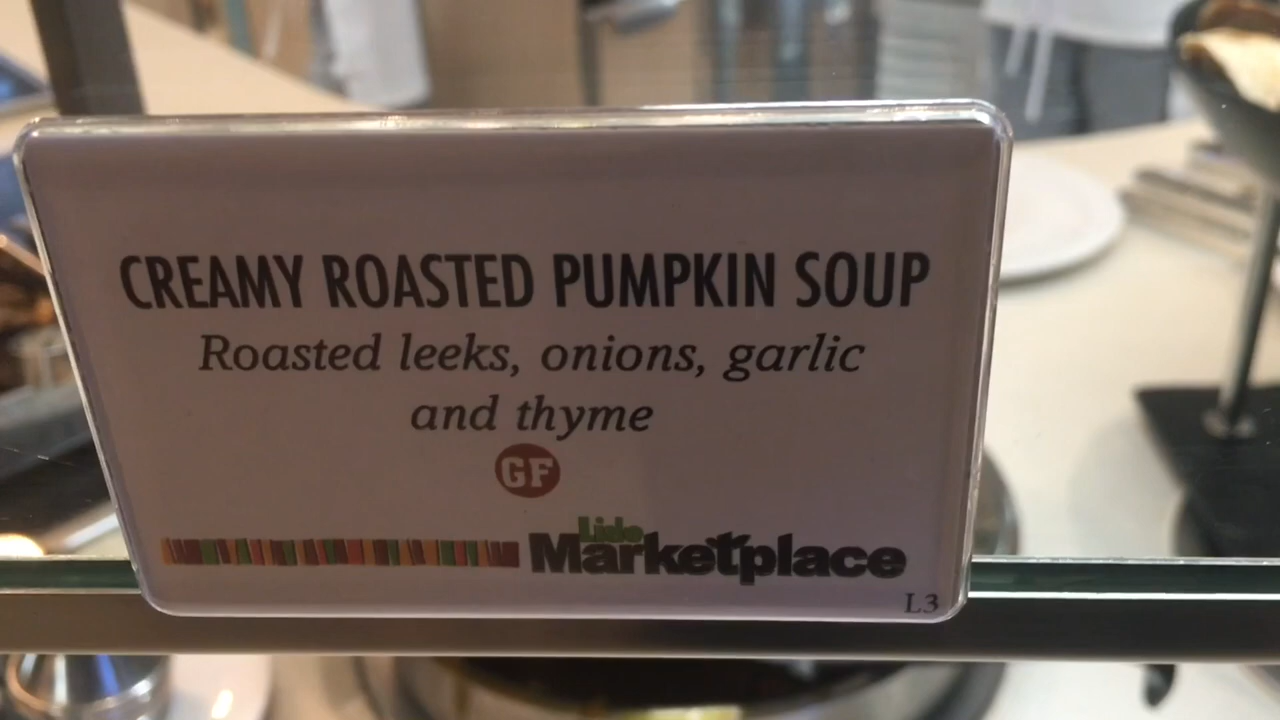 CREAMY ROASTED PUMPKIN SOUP
Roasted leeks, onions, garlic
and thyme
GF
Lido
Marketplace
L3